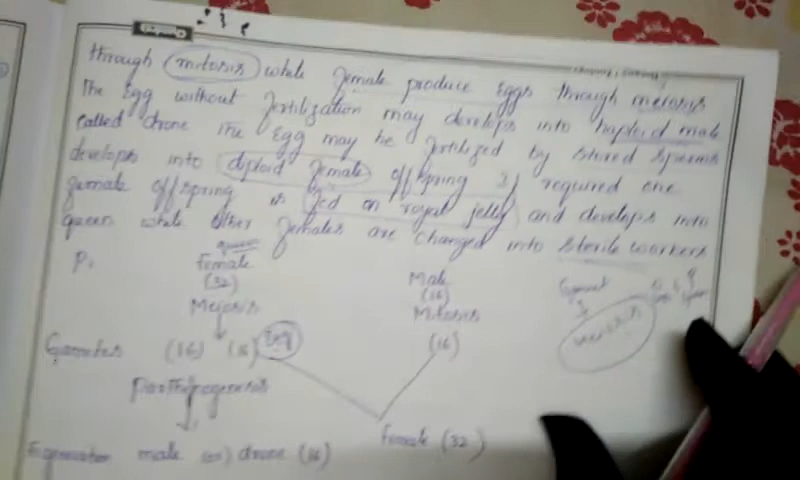 through mitosis while female produce Eggs through meiosis
The Egg without fertilization may develops into haploid male
called drone The Egg may be fertilized by stored sperms
develops into diploid female offspring If required one
female offspring is fed on royal jelly and develops into
queen while other females are changed into sterile workers
queen
P1 Female Male
(32) (16)
Meiosis Mitosis
Gametes (16) (16) Egg (16)
Parthenogenesis
male drone (16) Female (32)